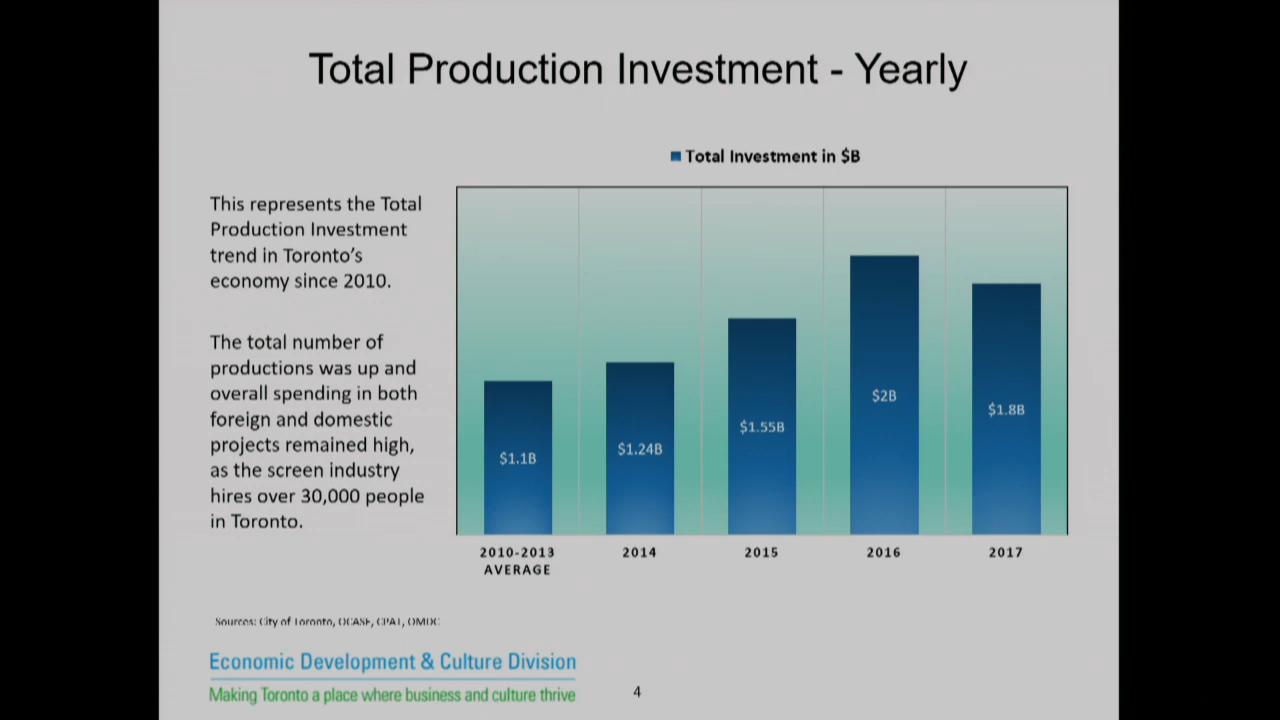 Total Production Investment - Yearly
Total Investment in $B
This represents the Total
Production Investment
trend in Toronto's
economy since 2010.
The total number of
productions was up and
overall spending in both
foreign and domestic
projects remained high,
as the screen industry
hires over 30,000 people
in Toronto.
$1.1B
$1.24B
$1.55B
$2B
$1.8B
2010-2013
AVERAGE
2014
2015
2016
2017
Sources: City of Toronto,
Economic Development & Culture Division
Making Toronto a place where business and culture thrive
4